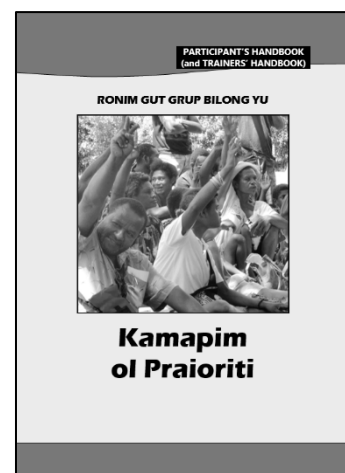 PARTICIPANT'S HANDBOOK
(and TRAINERS' HANDBOOK)
RONIM GUT GRUP BILONG YU
Kamapim
ol Praioriti